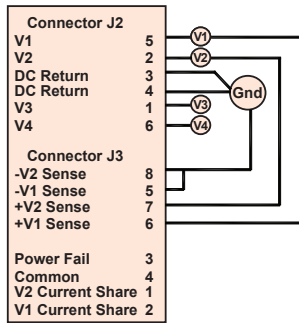 Connector J2
V1 5 V1
V2 2 V2
DC Return 3
DC Return 4 Gnd
V3 1 V3
V4 6 V4
Connector J3
-V2 Sense 8
-V1 Sense 5
+V2 Sense 7
+V1 Sense 6
Power Fail 3
Common 4
V2 Current Share 1
V1 Current Share 2